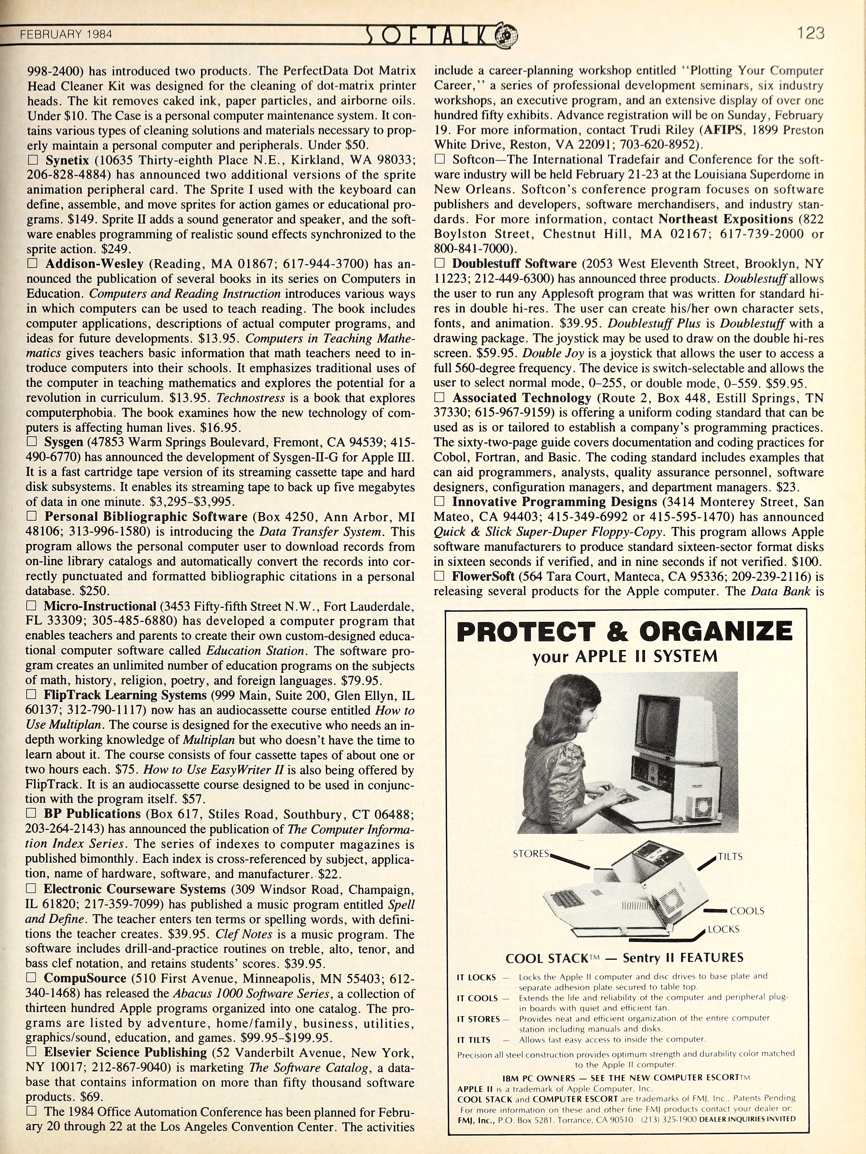 FEBRUARY 1984
SOFTALK
123
998-2400) has introduced two products. The PerfectData Dot Matrix
Head Cleaner Kit was designed for the cleaning of dot-matrix printer
heads. The kit removes caked ink, paper particles, and airborne oils.
Under $10. The Case is a personal computer maintenance system. It con-
tains various types of cleaning solutions and materials necessary to prop-
erly maintain a personal computer and peripherals. Under $50.
□ Synetix (10635 Thirty-eighth Place N.E., Kirkland, WA 98033;
206-828-4884) has announced two additional versions of the sprite
animation peripheral card. The Sprite I used with the keyboard can
define, assemble, and move sprites for action games or educational pro-
grams. $149. Sprite II adds a sound generator and speaker, and the soft-
ware enables programming of realistic sound effects synchronized to the
sprite action. $249.
□ Addison-Wesley (Reading, MA 01867; 617-944-3700) has an-
nounced the publication of several books in its series on Computers in
Education. Computers and Reading Instruction introduces various ways
in which computers can be used to teach reading. The book includes
computer applications, descriptions of actual computer programs, and
ideas for future developments. $13.95. Computers in Teaching Mathe-
matics gives teachers basic information that math teachers need to in-
troduce computers into their schools. It emphasizes traditional uses of
the computer in teaching mathematics and explores the potential for a
revolution in curriculum. $13.95. Technostress is a book that explores
computerphobia. The book examines how the new technology of com-
puters is affecting human lives. $16.95.
□ Sysgen (47853 Warm Springs Boulevard, Fremont, CA 94539; 415-
490-6770) has announced the development of Sysgen-II-G for Apple III.
It is a fast cartridge tape version of its streaming cassette tape and hard
disk subsystems. It enables its streaming tape to back up five megabytes
of data in one minute. $3,295–$3,995.
□ Personal Bibliographic Software (Box 4250, Ann Arbor, MI
48106; 313-996-1580) is introducing the Data Transfer System. This
program allows the personal computer user to download records from
on-line library catalogs and automatically convert the records into cor-
rectly punctuated and formatted bibliographic citations in a personal
database. $250.
□ Micro-Instructional (3453 Fifty-fifth Street N.W., Fort Lauderdale,
FL 33309; 305-485-6880) has developed a computer program that
enables teachers and parents to create their own custom-designed educa-
tional computer software called Education Station. The software pro-
gram creates an unlimited number of education programs on the subjects
of math, history, religion, poetry, and foreign languages. $79.95.
□ FlipTrack Learning Systems (999 Main, Suite 200, Glen Ellyn, IL
60137; 312-790-1117) now has an audiocassette course entitled How to
Use Multiplan. The course is designed for the executive who needs an in-
depth working knowledge of Multiplan but who doesn't have the time to
learn about it. The course consists of four cassette tapes of about one or
two hours each. $75. How to Use EasyWriter II is also being offered by
FlipTrack. It is an audiocassette course designed to be used in conjunc-
tion with the program itself. $57.
□ BP Publications (Box 617, Stiles Road, Southbury, CT 06488;
203-264-2143) has announced the publication of The Computer Informa-
tion Index Series. The series of indexes to computer magazines is
published bimonthly. Each index is cross-referenced by subject, applica-
tion, name of hardware, software, and manufacturer. $22.
□ Electronic Courseware Systems (309 Windsor Road, Champaign,
IL 61820; 217-359-7099) has published a music program entitled Spell
and Define. The teacher enters ten terms or spelling words, with defini-
tions the teacher creates. $39.95. Clef Notes is a music program. The
software includes drill-and-practice routines on treble, alto, tenor, and
bass clef notation, and retains students' scores. $39.95.
□ CompuSource (510 First Avenue, Minneapolis, MN 55403; 612-
340-1468) has released the Abacus 1000 Software Series, a collection of
thirteen hundred Apple programs organized into one catalog. The pro-
grams are listed by adventure, home/family, business, utilities,
graphics/sound, education, and games. $99.95–$199.95.
□ Elsevier Science Publishing (52 Vanderbilt Avenue, New York,
NY 10017; 212-867-9040) is marketing The Software Catalog, a data-
base that contains information on more than fifty thousand software
products. $69.
□ The 1984 Office Automation Conference has been planned for Febru-
ary 20 through 22 at the Los Angeles Convention Center. The activities
include a career-planning workshop entitled "Plotting Your Computer
Career," a series of professional development seminars, six industry
workshops, an executive program, and an extensive display of over one
hundred fifty exhibits. Advance registration will be on Sunday, February
19. For more information, contact Trudi Riley (AFIPS, 1899 Preston
White Drive, Reston, VA 22091; 703-620-8952).
□ Softcon—The International Tradefair and Conference for the soft-
ware industry will be held February 21-23 at the Louisiana Superdome in
New Orleans. Softcon's conference program focuses on software
publishers and developers, software merchandisers, and industry stan-
dards. For more information, contact Northeast Expositions (822
Boylston Street, Chestnut Hill, MA 02167; 617-739-2000 or
800-841-7000).
□ Doublestuff Software (2053 West Eleventh Street, Brooklyn, NY
11223; 212-449-6300) has announced three products. Doublestuff allows
the user to run any Applesoft program that was written for standard hi-
res in double hi-res. The user can create his/her own character sets,
fonts, and animation. $39.95. Doublestuff Plus is Doublestuff with a
drawing package. The joystick may be used to draw on the double hi-res
screen. $59.95. Double Joy is a joystick that allows the user to access a
full 560-degree frequency. The device is switch-selectable and allows the
user to select normal mode, 0–255, or double mode, 0–559. $59.95.
□ Associated Technology (Route 2, Box 448, Estill Springs, TN
37330; 615-967-9159) is offering a uniform coding standard that can be
used as is or tailored to establish a company's programming practices.
The sixty-two-page guide covers documentation and coding practices for
Cobol, Fortran, and Basic. The coding standard includes examples that
can aid programmers, analysts, quality assurance personnel, software
designers, configuration managers, and department managers. $23.
□ Innovative Programming Designs (3414 Monterey Street, San
Mateo, CA 94403; 415-349-6992 or 415-595-1470) has announced
Quick & Slick Super-Duper Floppy-Copy. This program allows Apple
software manufacturers to produce standard sixteen-sector format disks
in sixteen seconds if verified, and in nine seconds if not verified. $100.
□ FlowerSoft (564 Tara Court, Manteca, CA 95336; 209-239-2116) is
releasing several products for the Apple computer. The Data Bank is
PROTECT & ORGANIZE
your APPLE II SYSTEM
STORES
TILTS
COOLS
LOCKS
COOL STACK™ — Sentry II FEATURES
IT LOCKS — Locks the Apple II computer and disc drives to base plate and
separate adhesion plate secured to table top.
IT COOLS — Extends the life and reliability of the computer and peripheral plug-
in boards with quiet and efficient fan.
IT STORES — Provides neat and efficient organization of the entire computer
station including manuals and disks.
IT TILTS — Allows fast easy access to inside the computer.
Precision all steel construction provides optimum strength and durability color matched
to the Apple II computer.
IBM PC OWNERS — SEE THE NEW COMPUTER ESCORT™
APPLE II is a trademark of Apple Computer, Inc.
COOL STACK and COMPUTER ESCORT are trademarks of FMJ, Inc., Patents Pending
For more information on these and other fine FMJ products contact your dealer or:
FMJ, Inc., P.O. Box 5281, Torrance, CA 90510 (213) 325-1900 DEALER INQUIRIES INVITED